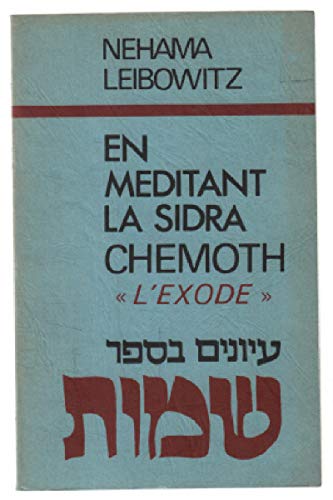 NEHAMA
LEIBOWITZ
EN
MEDITANT
LA SIDRA
CHEMOTH
« L'EXODE »
עיונים בספר
שמות